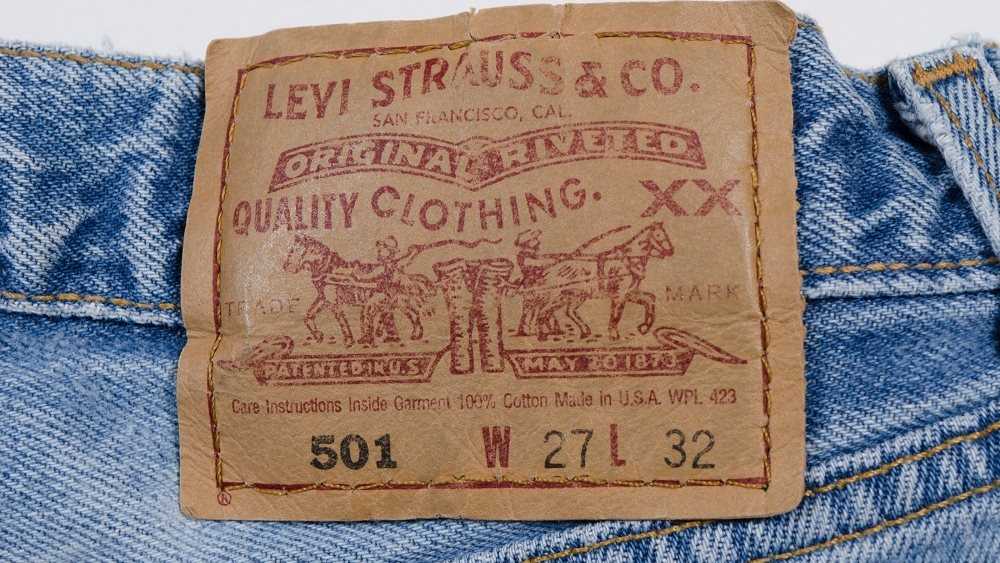 LEVI STRAUSS & CO.
SAN FRANCISCO, CAL.
ORIGINAL RIVETED
QUALITY CLOTHING. XX
TRADE MARK
PATENTED IN U.S. MAY 20 1873
Care Instructions Inside Garment 100% Cotton Made in U.S.A. WPL 423
501 W 27 L 32
®